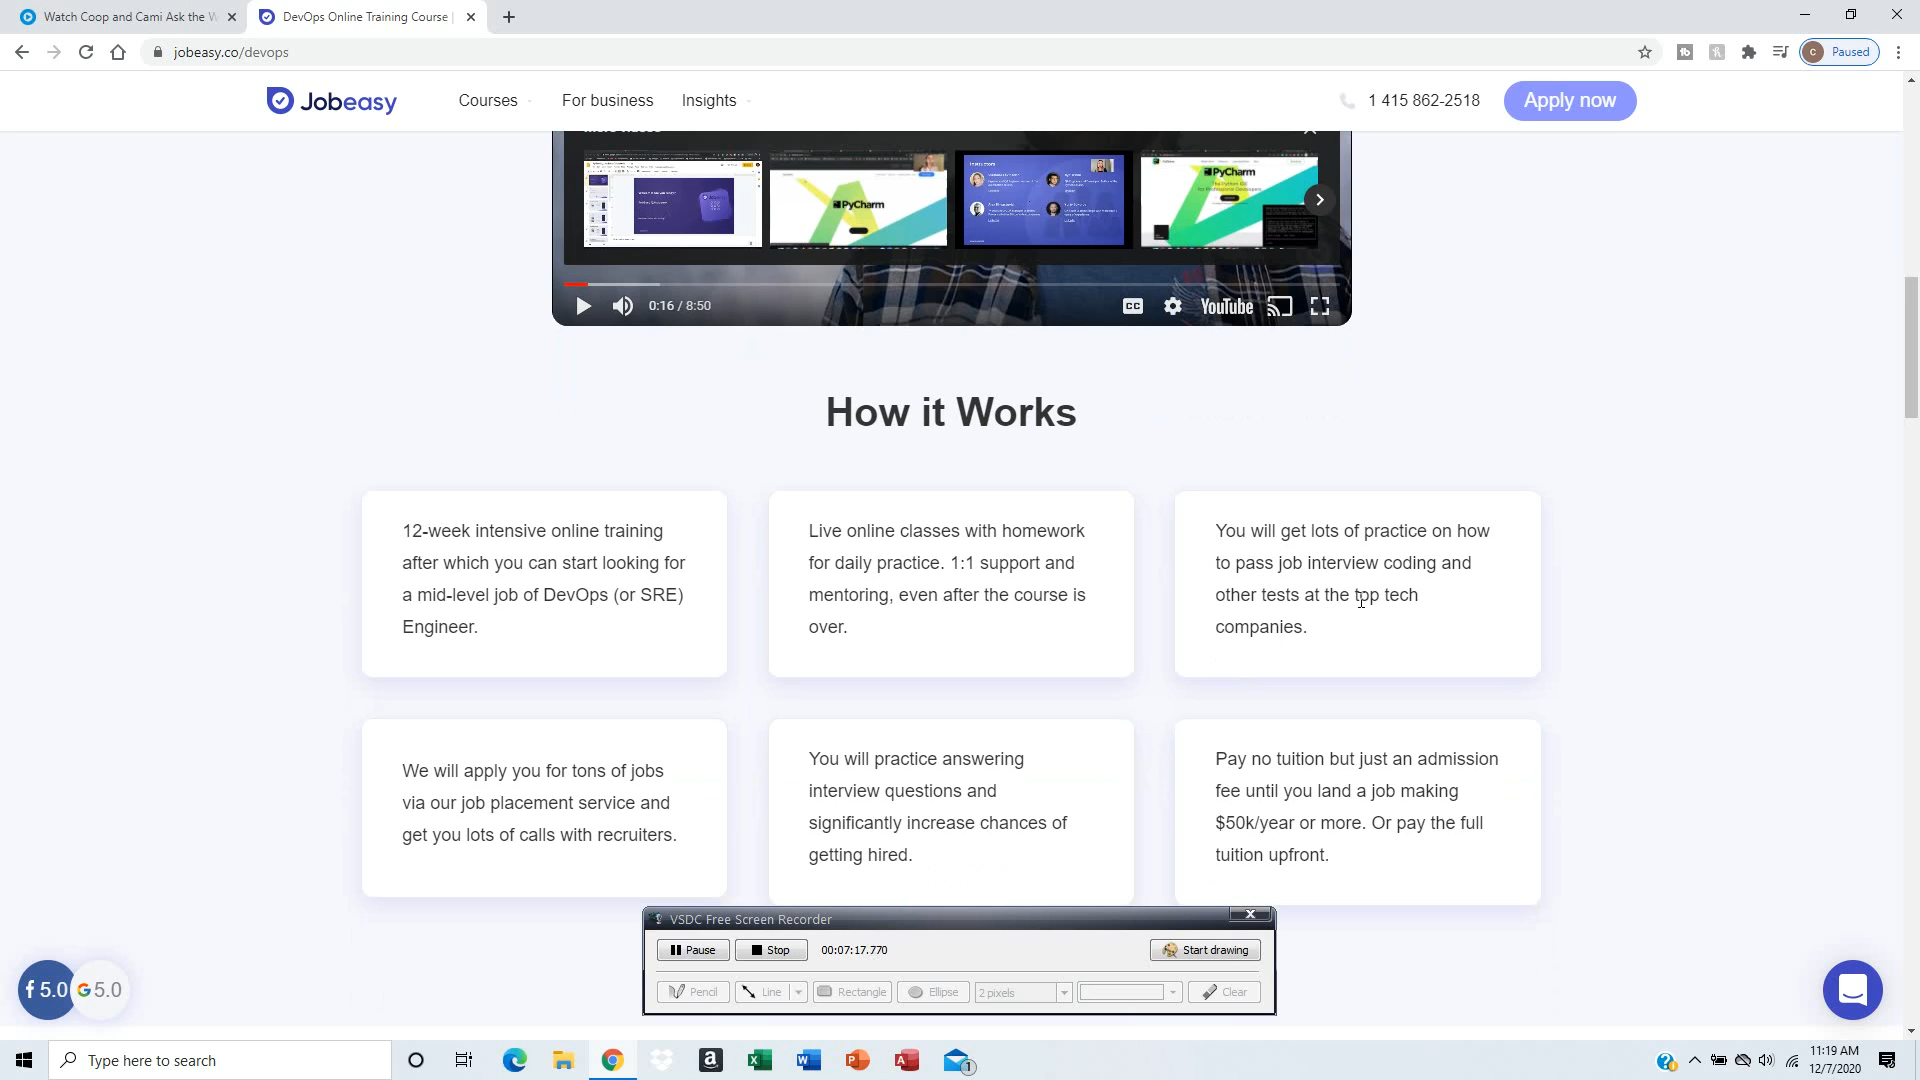 Watch Coop and Cami Ask the W
DevOps Online Training Course |
jobeasy.co/devops
C Paused
Jobeasy
Courses
For business
Insights
1 415 862-2518
Apply now
PyCharm
PyCharm
0:16 / 8:50
CC
YouTube
How it Works
12-week intensive online training
after which you can start looking for
a mid-level job of DevOps (or SRE)
Engineer.
Live online classes with homework
for daily practice. 1:1 support and
mentoring, even after the course is
over.
You will get lots of practice on how
to pass job interview coding and
other tests at the top tech
companies.
We will apply you for tons of jobs
via our job placement service and
get you lots of calls with recruiters.
You will practice answering
interview questions and
significantly increase chances of
getting hired.
Pay no tuition but just an admission
fee until you land a job making
$50k/year or more. Or pay the full
tuition upfront.
VSDC Free Screen Recorder
Pause
Stop
00:07:17.770
Start drawing
Pencil
Line
Rectangle
Ellipse
2 pixels
Clear
f 5.0
G 5.0
Type here to search
1
11:19 AM
12/7/2020